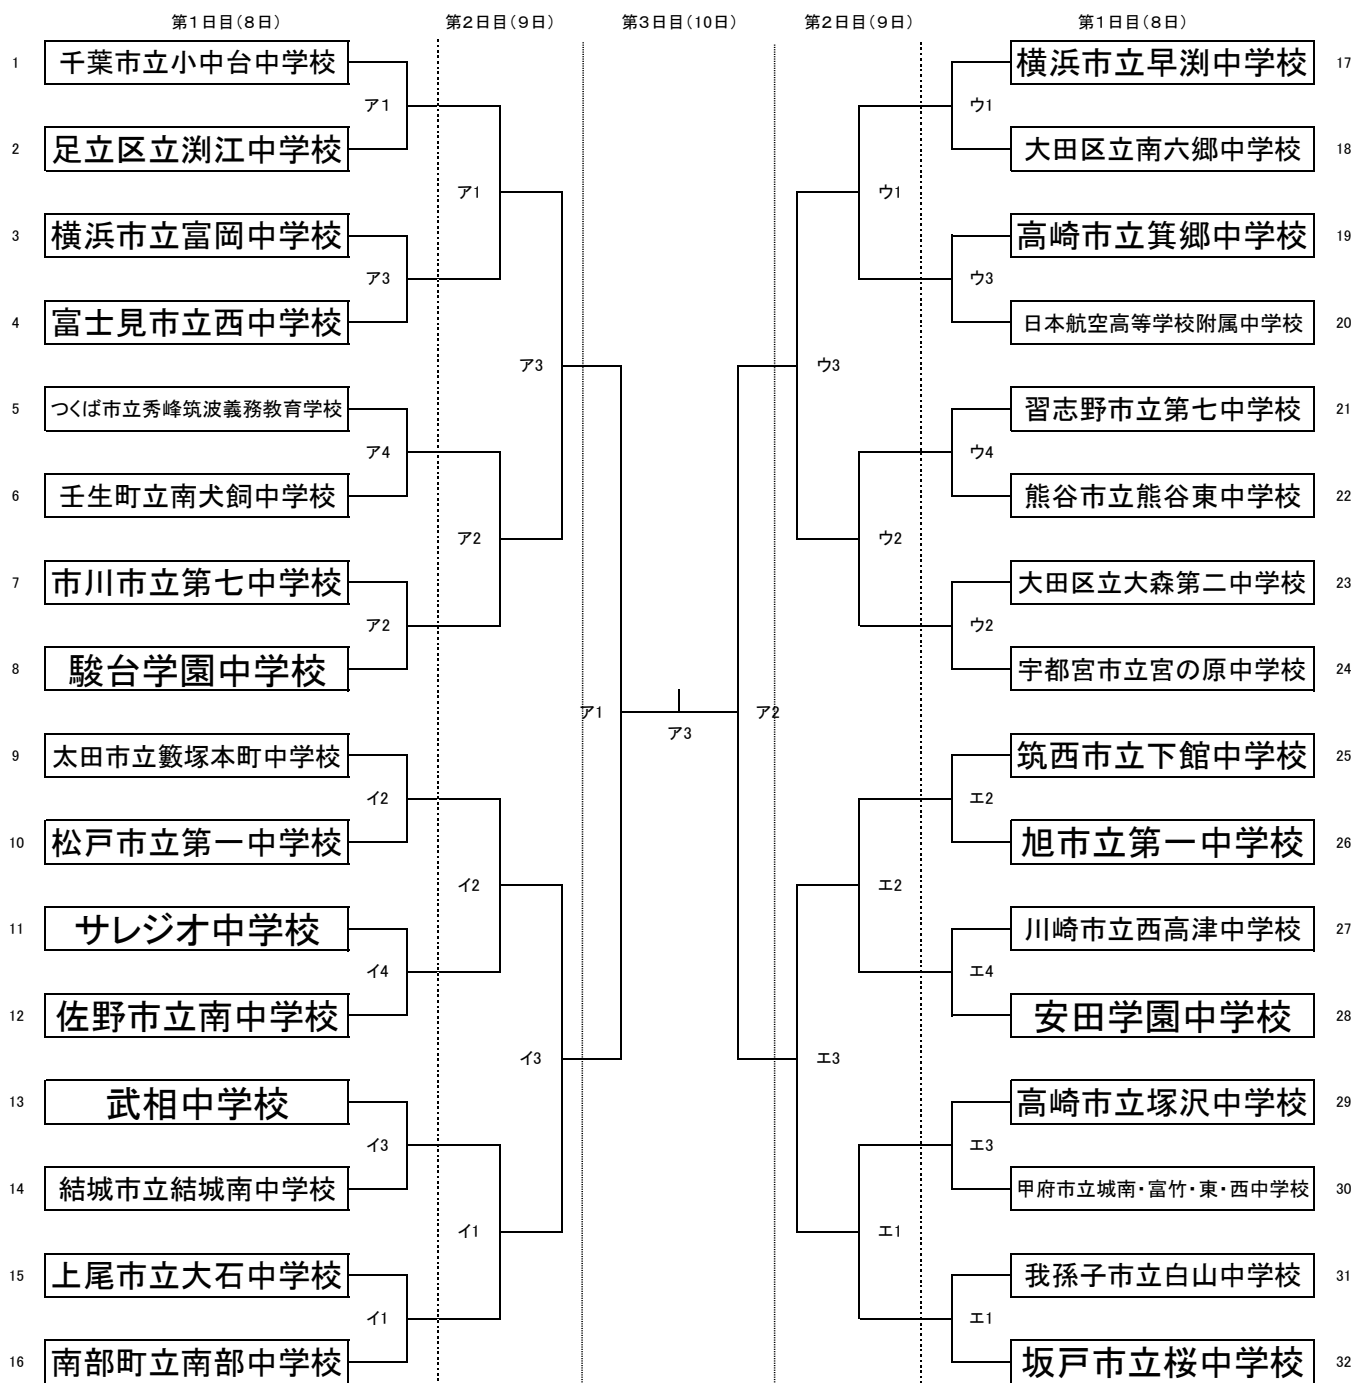 第1日目(8日) 第2日目(9日) 第3日目(10日) 第2日目(9日) 第1日目(8日)
1 千葉市立小中台中学校 横浜市立早渕中学校 17
ア1 ウ1
2 足立区立渕江中学校 大田区立南六郷中学校 18
ア1 ウ1
3 横浜市立富岡中学校 高崎市立箕郷中学校 19
ア3 ウ3
4 富士見市立西中学校 日本航空高等学校附属中学校 20
ア3 ウ3
5 つくば市立秀峰筑波義務教育学校 習志野市立第七中学校 21
ア4 ウ4
6 壬生町立南犬飼中学校 熊谷市立熊谷東中学校 22
ア2 ウ2
7 市川市立第七中学校 大田区立大森第二中学校 23
ア2 ウ2
8 駿台学園中学校 宇都宮市立宮の原中学校 24
ア1 ア2
ア3
9 太田市立籔塚本町中学校 筑西市立下館中学校 25
イ2 エ2
10 松戸市立第一中学校 旭市立第一中学校 26
イ2 エ2
11 サレジオ中学校 川崎市立西高津中学校 27
イ4 エ4
12 佐野市立南中学校 安田学園中学校 28
イ3 エ3
13 武相中学校 高崎市立塚沢中学校 29
イ3 エ3
14 結城市立結城南中学校 甲府市立城南・富竹・東・西中学校 30
イ1 エ1
15 上尾市立大石中学校 我孫子市立白山中学校 31
イ1 エ1
16 南部町立南部中学校 坂戸市立桜中学校 32